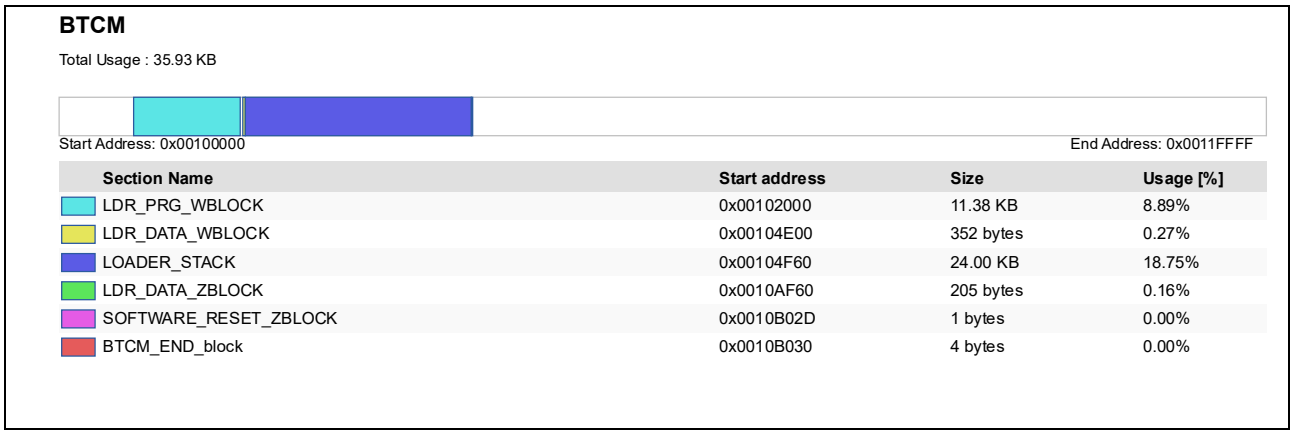 BTCM
Total Usage : 35.93 KB
Start Address: 0x00100000 End Address: 0x0011FFFF
Section Name Start address Size Usage [%]
LDR_PRG_WBLOCK 0x00102000 11.38 KB 8.89%
LDR_DATA_WBLOCK 0x00104E00 352 bytes 0.27%
LOADER_STACK 0x00104F60 24.00 KB 18.75%
LDR_DATA_ZBLOCK 0x0010AF60 205 bytes 0.16%
SOFTWARE_RESET_ZBLOCK 0x0010B02D 1 bytes 0.00%
BTCM_END_block 0x0010B030 4 bytes 0.00%